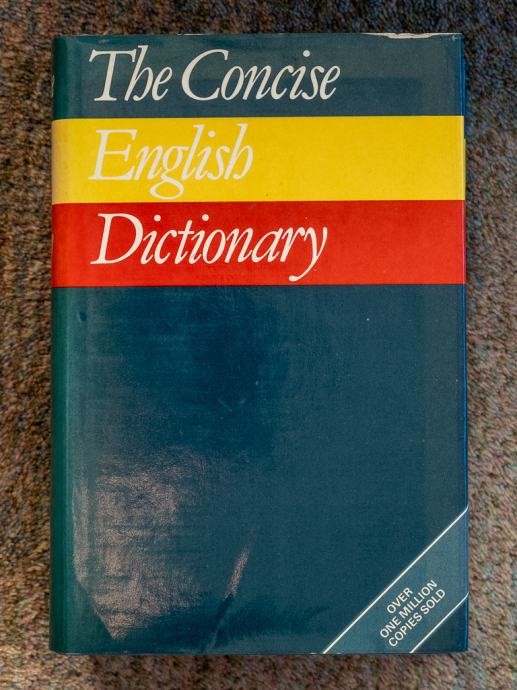 The Concise
English
Dictionary
OVER
ONE MILLION
COPIES SOLD